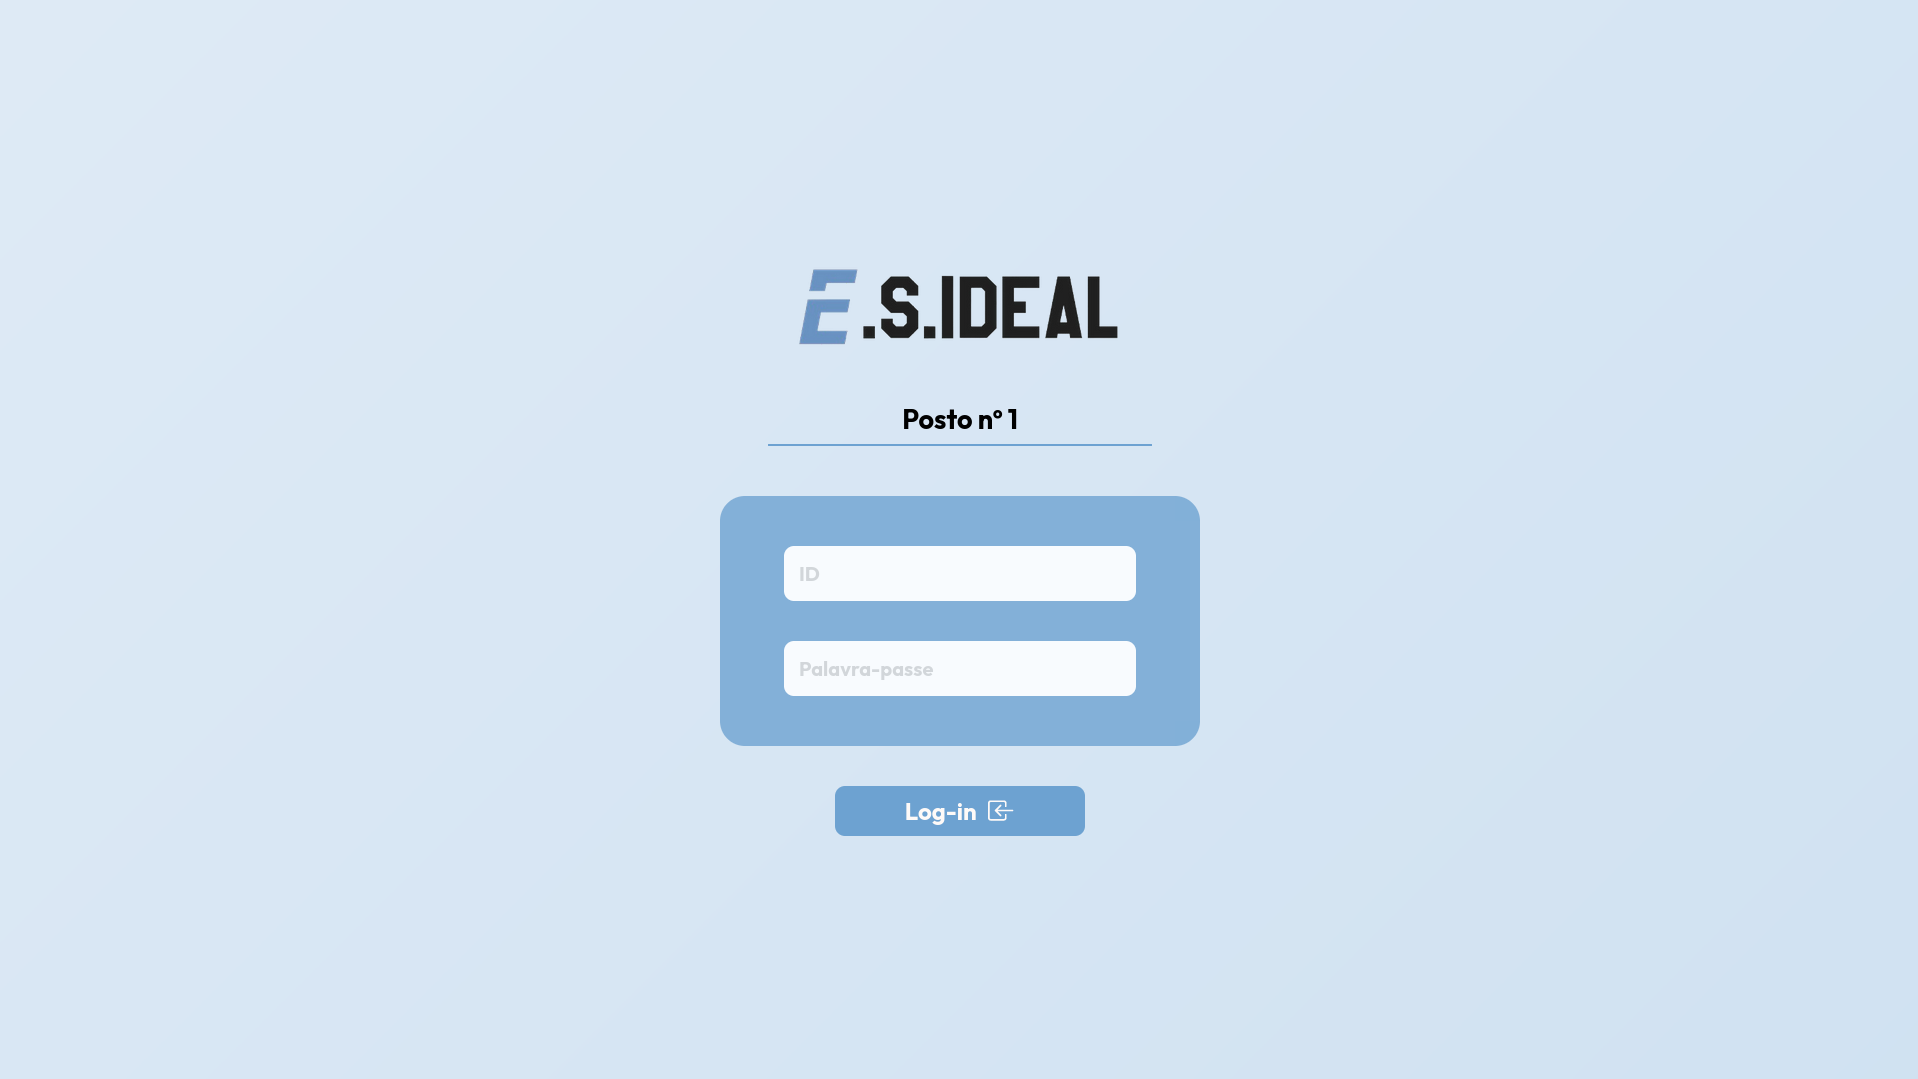 E.S.IDEAL
Posto nº 1
ID
Palavra-passe
Log-in